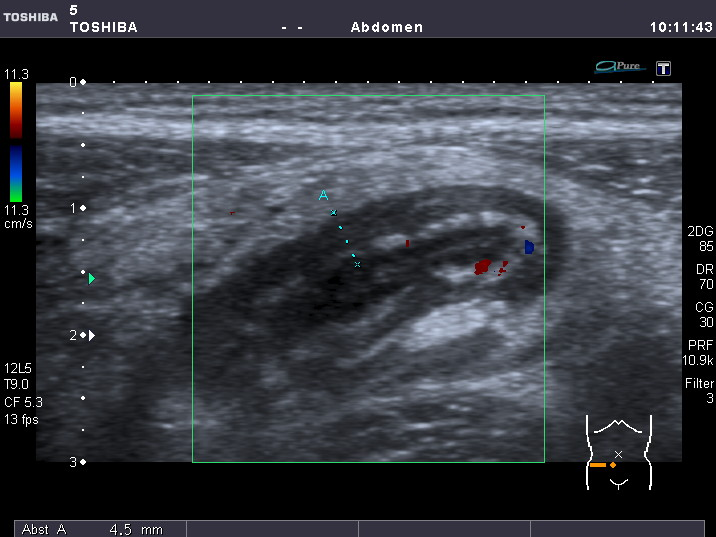 TOSHIBA
5
TOSHIBA - - Abdomen 10:11:43
aPure T
11.3
11.3
cm/s
0
1
2
3
A
12L5
T9.0
CF 5.3
13 fps
2DG
85
DR
70
CG
30
PRF
10.9k
Filter
3
Abst A 4.5 mm